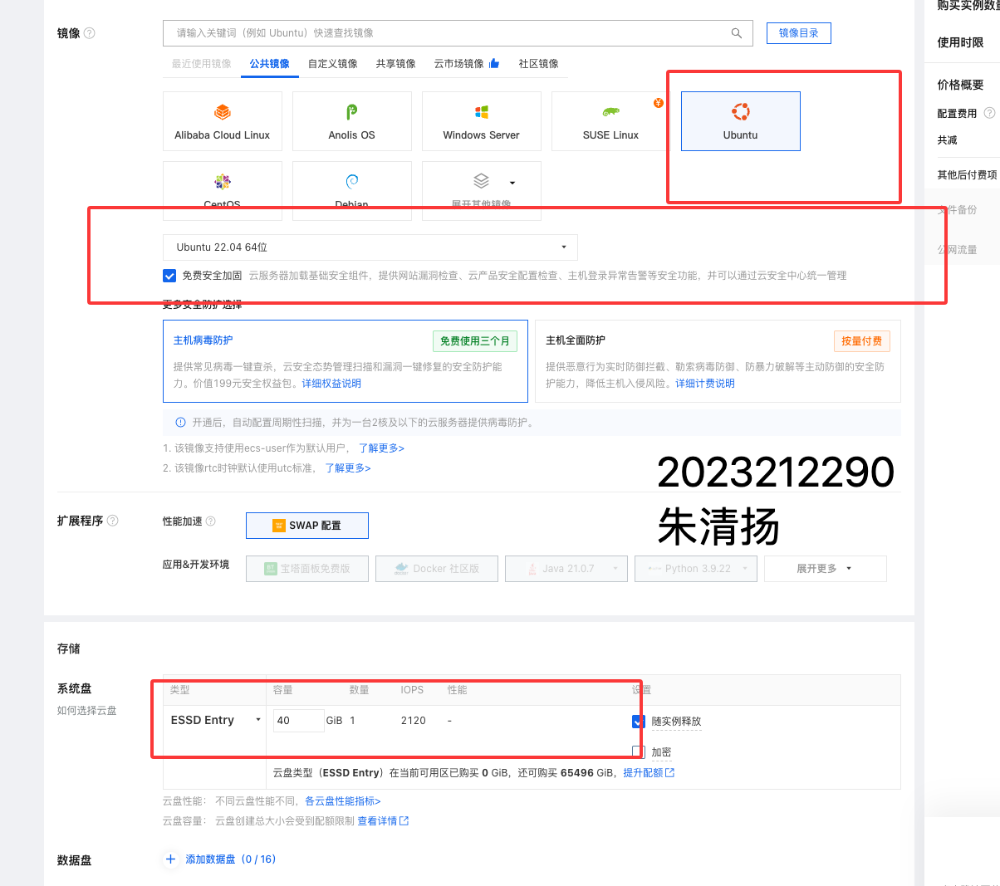 购买实例数量
镜像
请输入关键词（例如 Ubuntu）快速查找镜像
镜像目录
使用时限
最近使用镜像 公共镜像 自定义镜像 共享镜像 云市场镜像 社区镜像
价格概要
Alibaba Cloud Linux
Anolis OS
Windows Server
SUSE Linux
¥
Ubuntu
配置费用
共减
其他后付费项
CentOS
Debian
展开其他镜像
文件备份
公网流量
Ubuntu 22.04 64位
免费安全加固 云服务器加载基础安全组件，提供网站漏洞检查、云产品安全配置检查、主机登录异常告警等安全功能，并可以通过云安全中心统一管理
更多安全防护选择
主机病毒防护 免费使用三个月
提供常见病毒一键查杀，云安全态势管理扫描和漏洞一键修复的安全防护能
力。价值199元安全权益包。详细权益说明
主机全面防护 按量付费
提供恶意行为实时防御拦截、勒索病毒防御、防暴力破解等主动防御的安全防
护能力，降低主机入侵风险。详细计费说明
开通后，自动配置周期性扫描，并为一台2核及以下的云服务器提供病毒防护。
1. 该镜像支持使用ecs-user作为默认用户， 了解更多>
2. 该镜像rtc时钟默认使用utc标准， 了解更多>
2023212290
朱清扬
扩展程序
性能加速
SWAP 配置
应用&开发环境
宝塔面板免费版
Docker 社区版
Java 21.0.7
Python 3.9.22
展开更多
存储
系统盘
如何选择云盘
类型 容量 数量 IOPS 性能 设置
ESSD Entry 40 GiB 1 2120 - 随实例释放
加密
云盘类型（ESSD Entry）在当前可用区已购买 0 GiB，还可购买 65496 GiB，提升配额
云盘性能： 不同云盘性能不同，各云盘性能指标>
云盘容量： 云盘创建总大小会受到配额限制 查看详情
数据盘
添加数据盘（0 / 16）